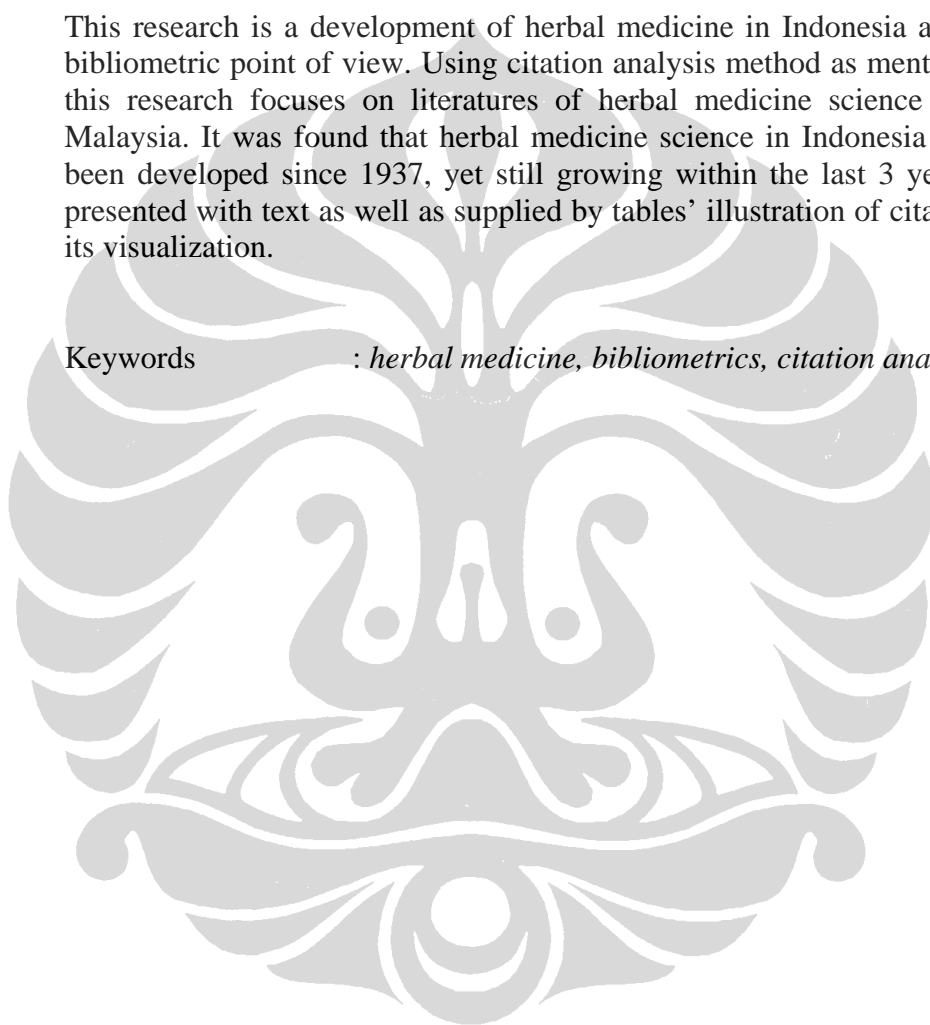 This research is a development of herbal medicine in Indonesia a
bibliometric point of view. Using citation analysis method as ment
this research focuses on literatures of herbal medicine science
Malaysia. It was found that herbal medicine science in Indonesia
been developed since 1937, yet still growing within the last 3 ye
presented with text as well as supplied by tables’ illustration of cita
its visualization.
Keywords : herbal medicine, bibliometrics, citation ana